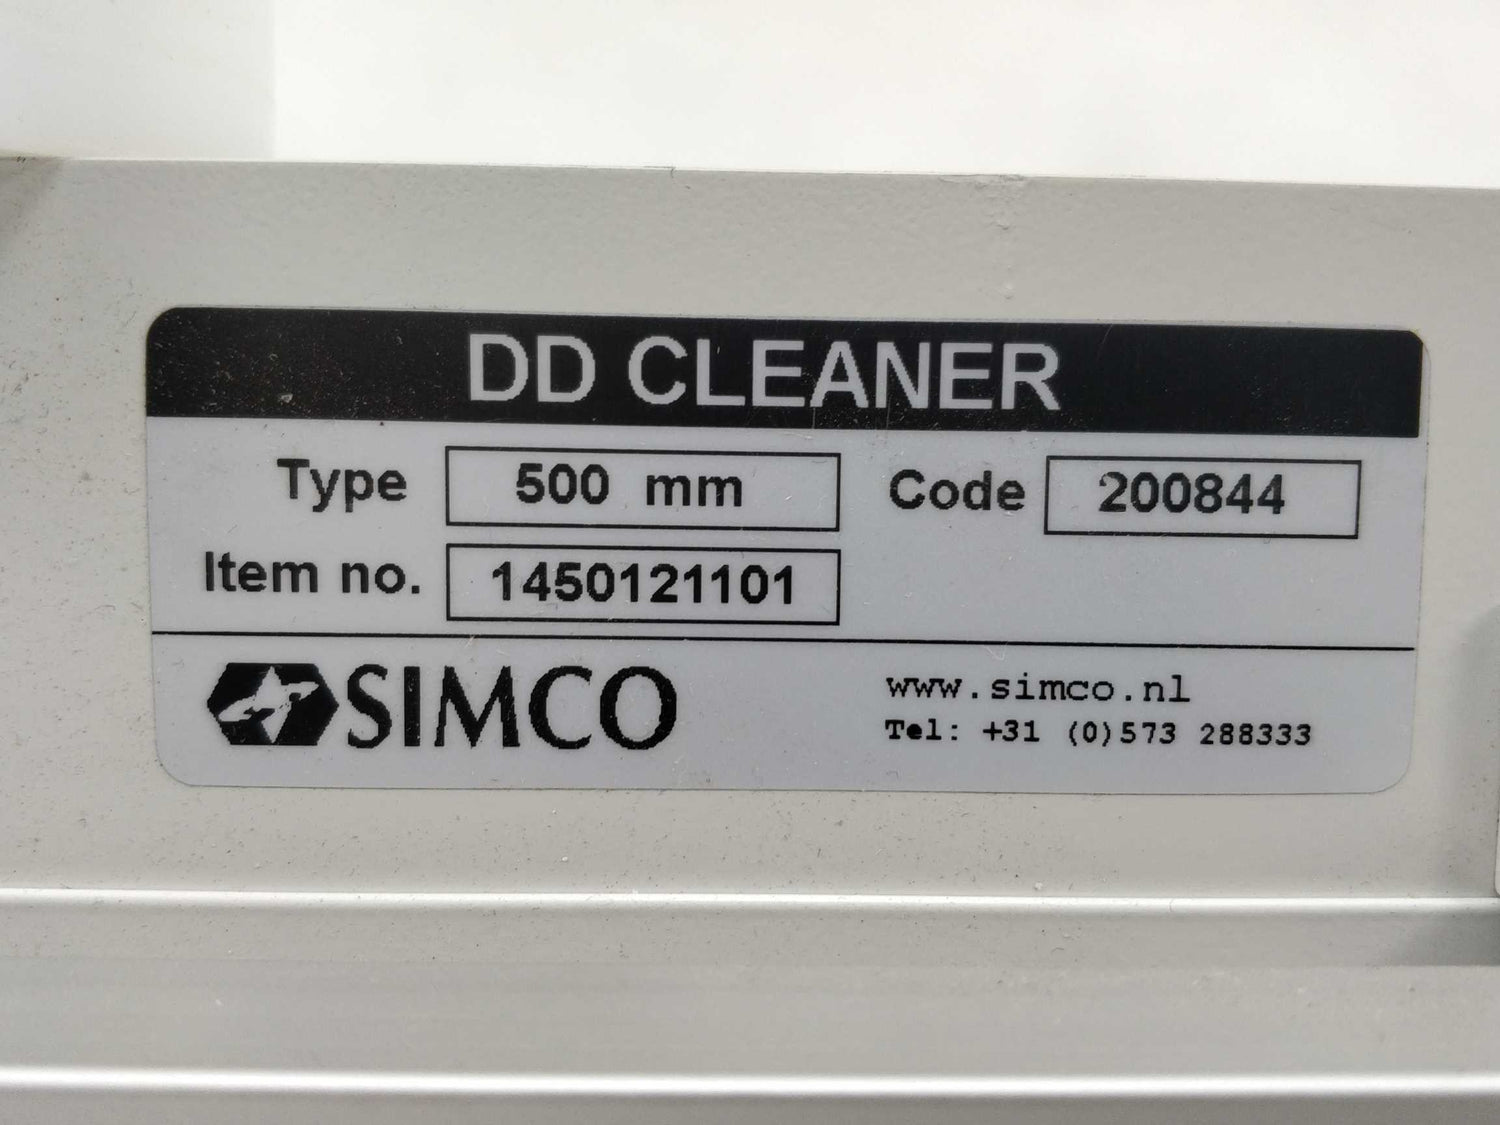 DD CLEANER
Type 500 mm Code 200844
Item no. 1450121101
SIMCO
www.simco.nl
Tel: +31 (0)573 288333